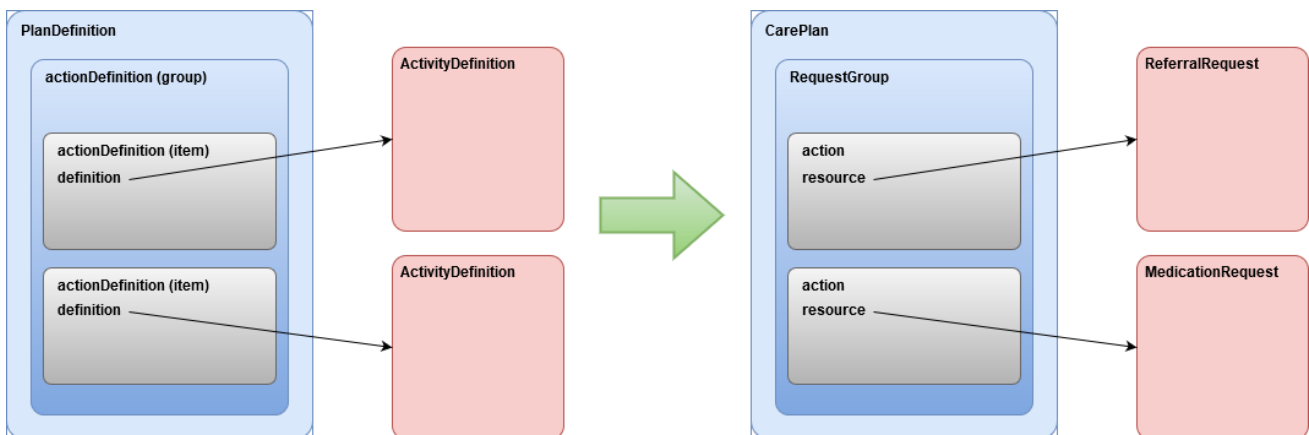 PlanDefinition
actionDefinition (group)
actionDefinition (item)
definition
actionDefinition (item)
definition
ActivityDefinition
ActivityDefinition
CarePlan
RequestGroup
action
resource
action
resource
ReferralRequest
MedicationRequest